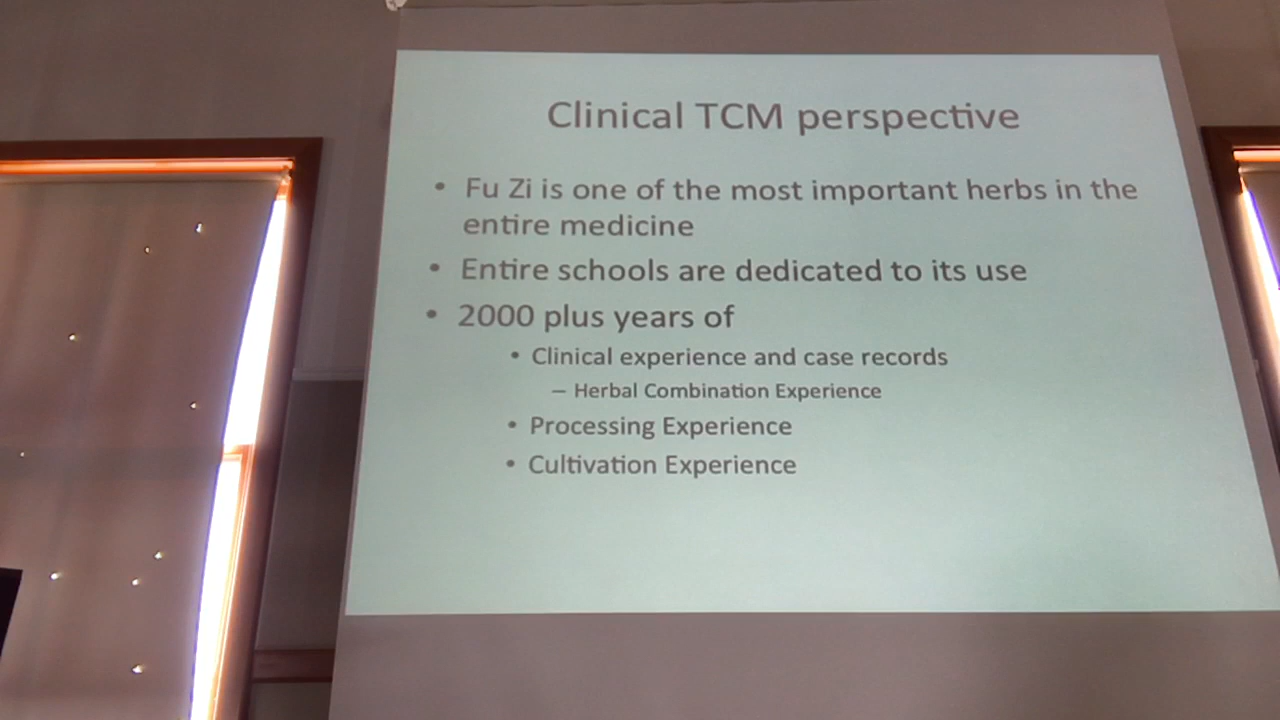 Clinical TCM perspective
• Fu Zi is one of the most important herbs in the
entire medicine
• Entire schools are dedicated to its use
• 2000 plus years of
• Clinical experience and case records
– Herbal Combination Experience
• Processing Experience
• Cultivation Experience